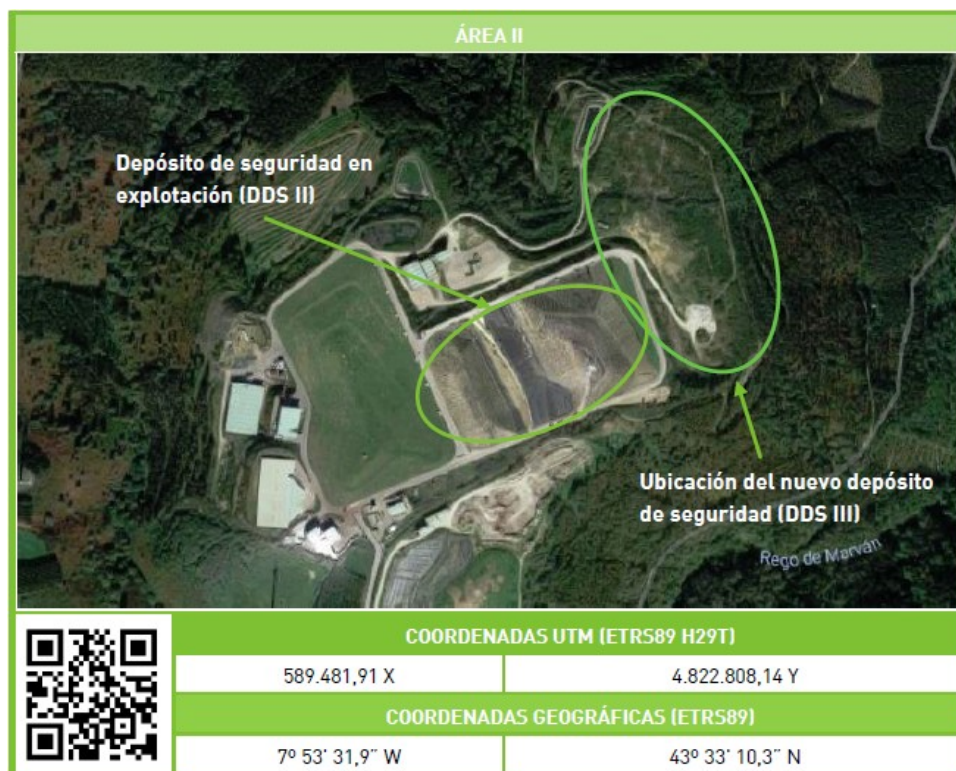 ÁREA II
Depósito de seguridad en
explotación (DDS II)
Ubicación del nuevo depósito
de seguridad (DDS III)
Rego de Marván
COORDENADAS UTM (ETRS89 H29T)
589.481,91 X 4.822.808,14 Y
COORDENADAS GEOGRÁFICAS (ETRS89)
7º 53' 31,9" W 43º 33' 10,3" N